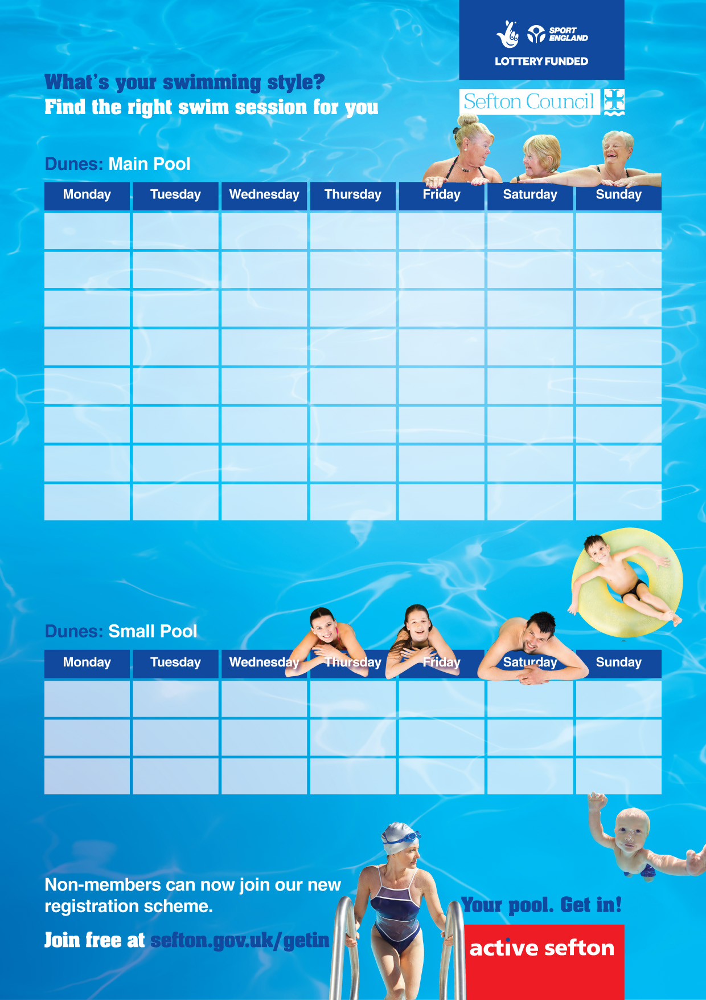 SPORT
ENGLAND
LOTTERY FUNDED
What's your swimming style?
Find the right swim session for you
Sefton Council
Dunes: Main Pool
Monday Tuesday Wednesday Thursday Friday Saturday Sunday
Dunes: Small Pool
Monday Tuesday Wednesday Thursday Friday Saturday Sunday
Non-members can now join our new
registration scheme.
Join free at sefton.gov.uk/getin
Your pool. Get in!
active sefton